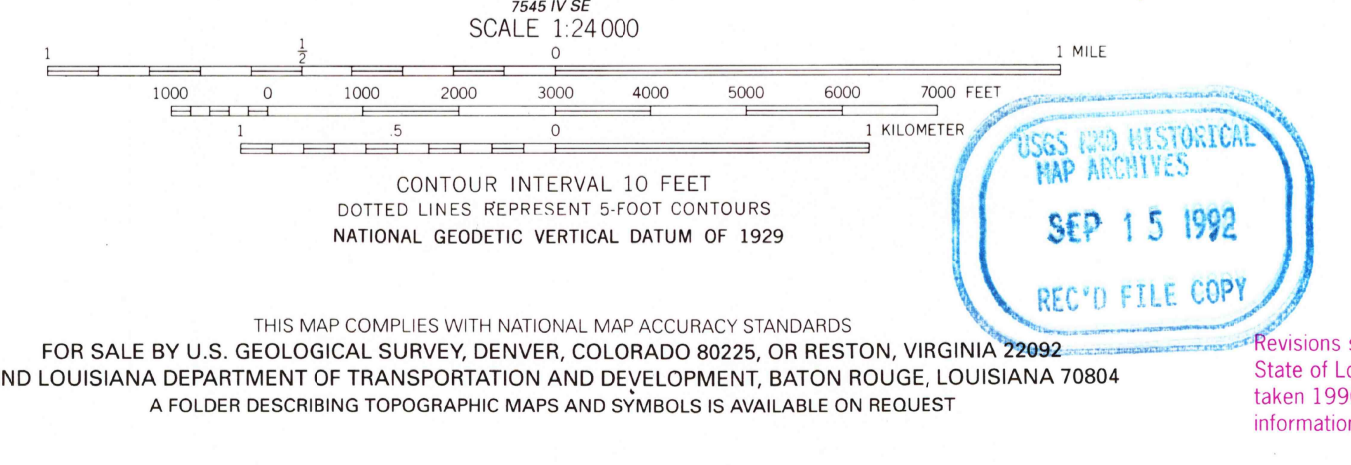 7545 IV SE
SCALE 1:24 000
1 ½ 0 1 MILE
1000 0 1000 2000 3000 4000 5000 6000 7000 FEET
1 .5 0 1 KILOMETER
CONTOUR INTERVAL 10 FEET
DOTTED LINES REPRESENT 5-FOOT CONTOURS
NATIONAL GEODETIC VERTICAL DATUM OF 1929
USGS NMD HISTORICAL
MAP ARCHIVES
SEP 15 1992
REC'D FILE COPY
THIS MAP COMPLIES WITH NATIONAL MAP ACCURACY STANDARDS
FOR SALE BY U.S. GEOLOGICAL SURVEY, DENVER, COLORADO 80225, OR RESTON, VIRGINIA 22092
ND LOUISIANA DEPARTMENT OF TRANSPORTATION AND DEVELOPMENT, BATON ROUGE, LOUISIANA 70804
A FOLDER DESCRIBING TOPOGRAPHIC MAPS AND SYMBOLS IS AVAILABLE ON REQUEST
Revisions s
State of Lo
taken 199
information